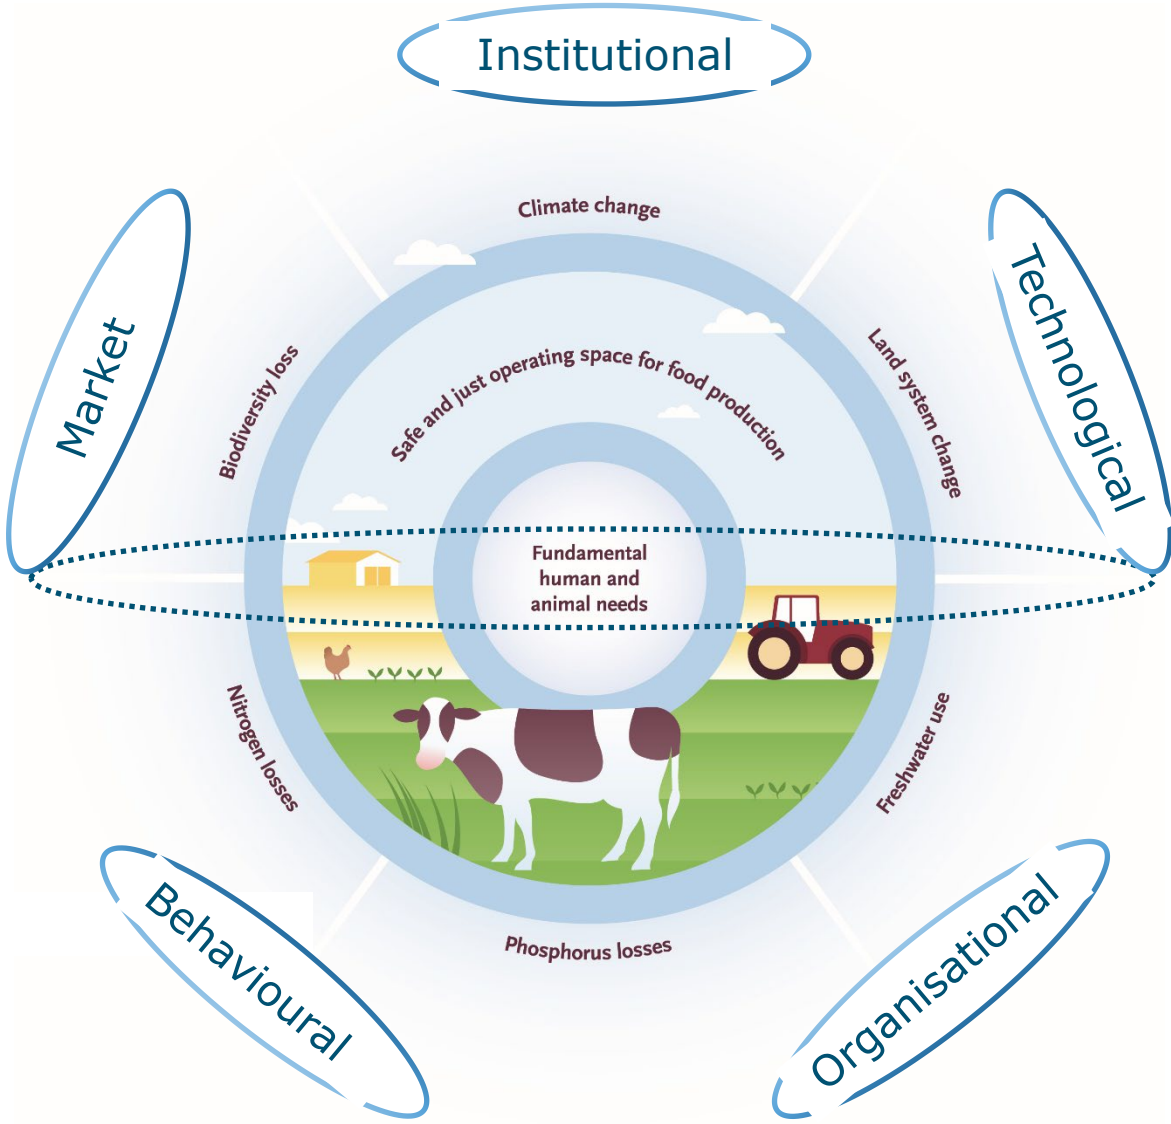 Institutional
Climate change
Market
Technological
Biodiversity loss
Land system change
Safe and just operating space for food production
Fundamental
human and
animal needs
Nitrogen losses
Freshwater use
Phosphorus losses
Behavioural
Organisational